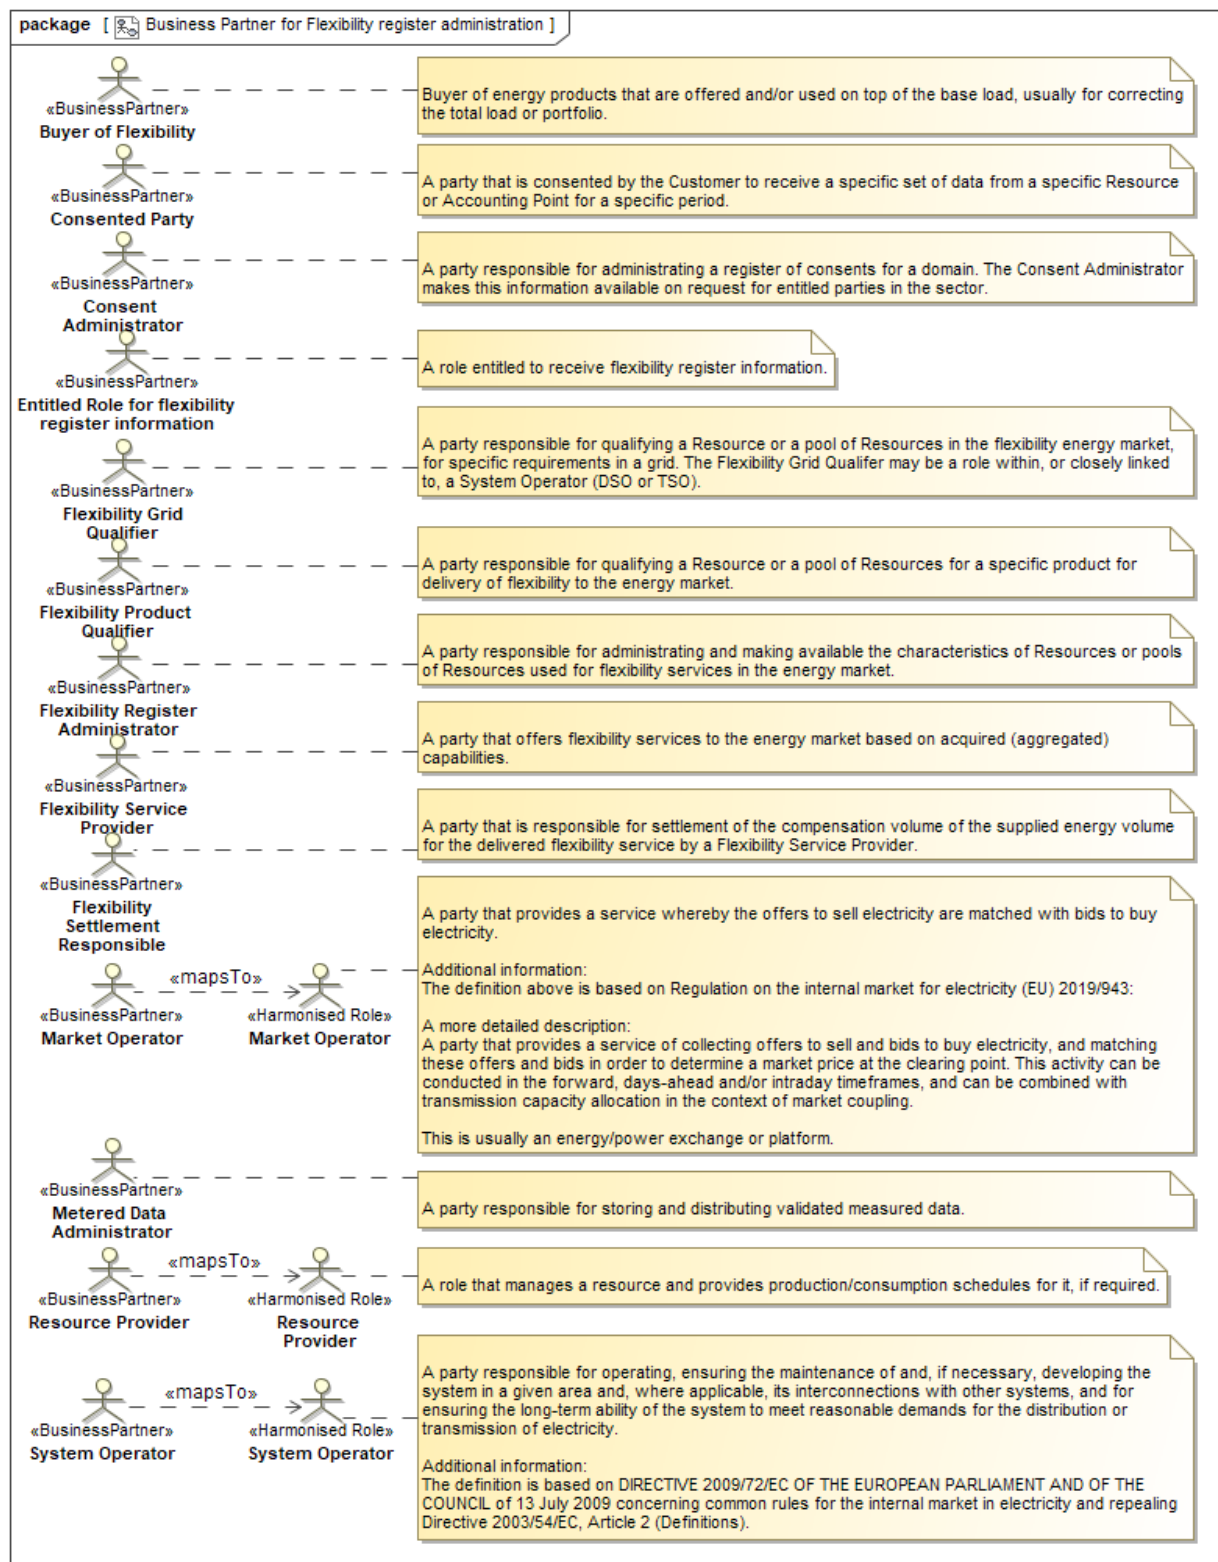 package [ Business Partner for Flexibility register administration ]
«BusinessPartner»
Buyer of Flexibility
Buyer of energy products that are offered and/or used on top of the base load, usually for correcting
the total load or portfolio.
«BusinessPartner»
Consented Party
A party that is consented by the Customer to receive a specific set of data from a specific Resource
or Accounting Point for a specific period.
«BusinessPartner»
Consent
Administrator
A party responsible for administrating a register of consents for a domain. The Consent Administrator
makes this information available on request for entitled parties in the sector.
«BusinessPartner»
Entitled Role for flexibility
register information
A role entitled to receive flexibility register information.
«BusinessPartner»
Flexibility Grid
Qualifier
A party responsible for qualifying a Resource or a pool of Resources in the flexibility energy market,
for specific requirements in a grid. The Flexibility Grid Qualifer may be a role within, or closely linked
to, a System Operator (DSO or TSO).
«BusinessPartner»
Flexibility Product
Qualifier
A party responsible for qualifying a Resource or a pool of Resources for a specific product for
delivery of flexibility to the energy market.
«BusinessPartner»
Flexibility Register
Administrator
A party responsible for administrating and making available the characteristics of Resources or pools
of Resources used for flexibility services in the energy market.
«BusinessPartner»
Flexibility Service
Provider
A party that offers flexibility services to the energy market based on acquired (aggregated)
capabilities.
«BusinessPartner»
Flexibility
Settlement
Responsible
A party that is responsible for settlement of the compensation volume of the supplied energy volume
for the delivered flexibility service by a Flexibility Service Provider.
«BusinessPartner»
Market Operator
«mapsTo»
«Harmonised Role»
Market Operator
A party that provides a service whereby the offers to sell electricity are matched with bids to buy
electricity.
Additional information:
The definition above is based on Regulation on the internal market for electricity (EU) 2019/943:
A more detailed description:
A party that provides a service of collecting offers to sell and bids to buy electricity, and matching
these offers and bids in order to determine a market price at the clearing point. This activity can be
conducted in the forward, days-ahead and/or intraday timeframes, and can be combined with
transmission capacity allocation in the context of market coupling.
This is usually an energy/power exchange or platform.
«BusinessPartner»
Metered Data
Administrator
A party responsible for storing and distributing validated measured data.
«BusinessPartner»
Resource Provider
«mapsTo»
«Harmonised Role»
Resource
Provider
A role that manages a resource and provides production/consumption schedules for it, if required.
«BusinessPartner»
System Operator
«mapsTo»
«Harmonised Role»
System Operator
A party responsible for operating, ensuring the maintenance of and, if necessary, developing the
system in a given area and, where applicable, its interconnections with other systems, and for
ensuring the long-term ability of the system to meet reasonable demands for the distribution or
transmission of electricity.
Additional information:
The definition is based on DIRECTIVE 2009/72/EC OF THE EUROPEAN PARLIAMENT AND OF THE
COUNCIL of 13 July 2009 concerning common rules for the internal market in electricity and repealing
Directive 2003/54/EC, Article 2 (Definitions).